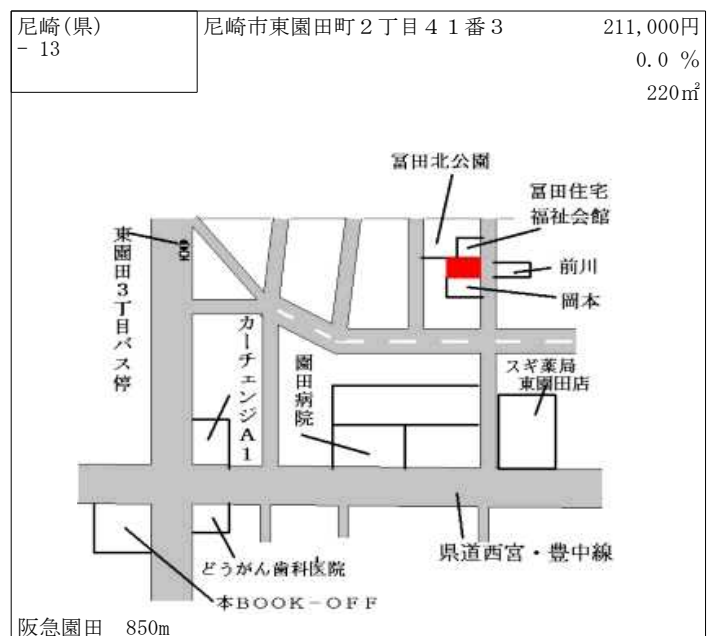 尼崎(県)
- 13
尼崎市東園田町２丁目４１番３
211,000円
0.0 %
220㎡
冨田北公園
冨田住宅
福祉会館
前川
岡本
東園田3丁目バス停
カーチェンジA1
園田病院
スギ薬局
東園田店
県道西宮・豊中線
どうがん歯科医院
本BOOK-OFF
阪急園田　850m